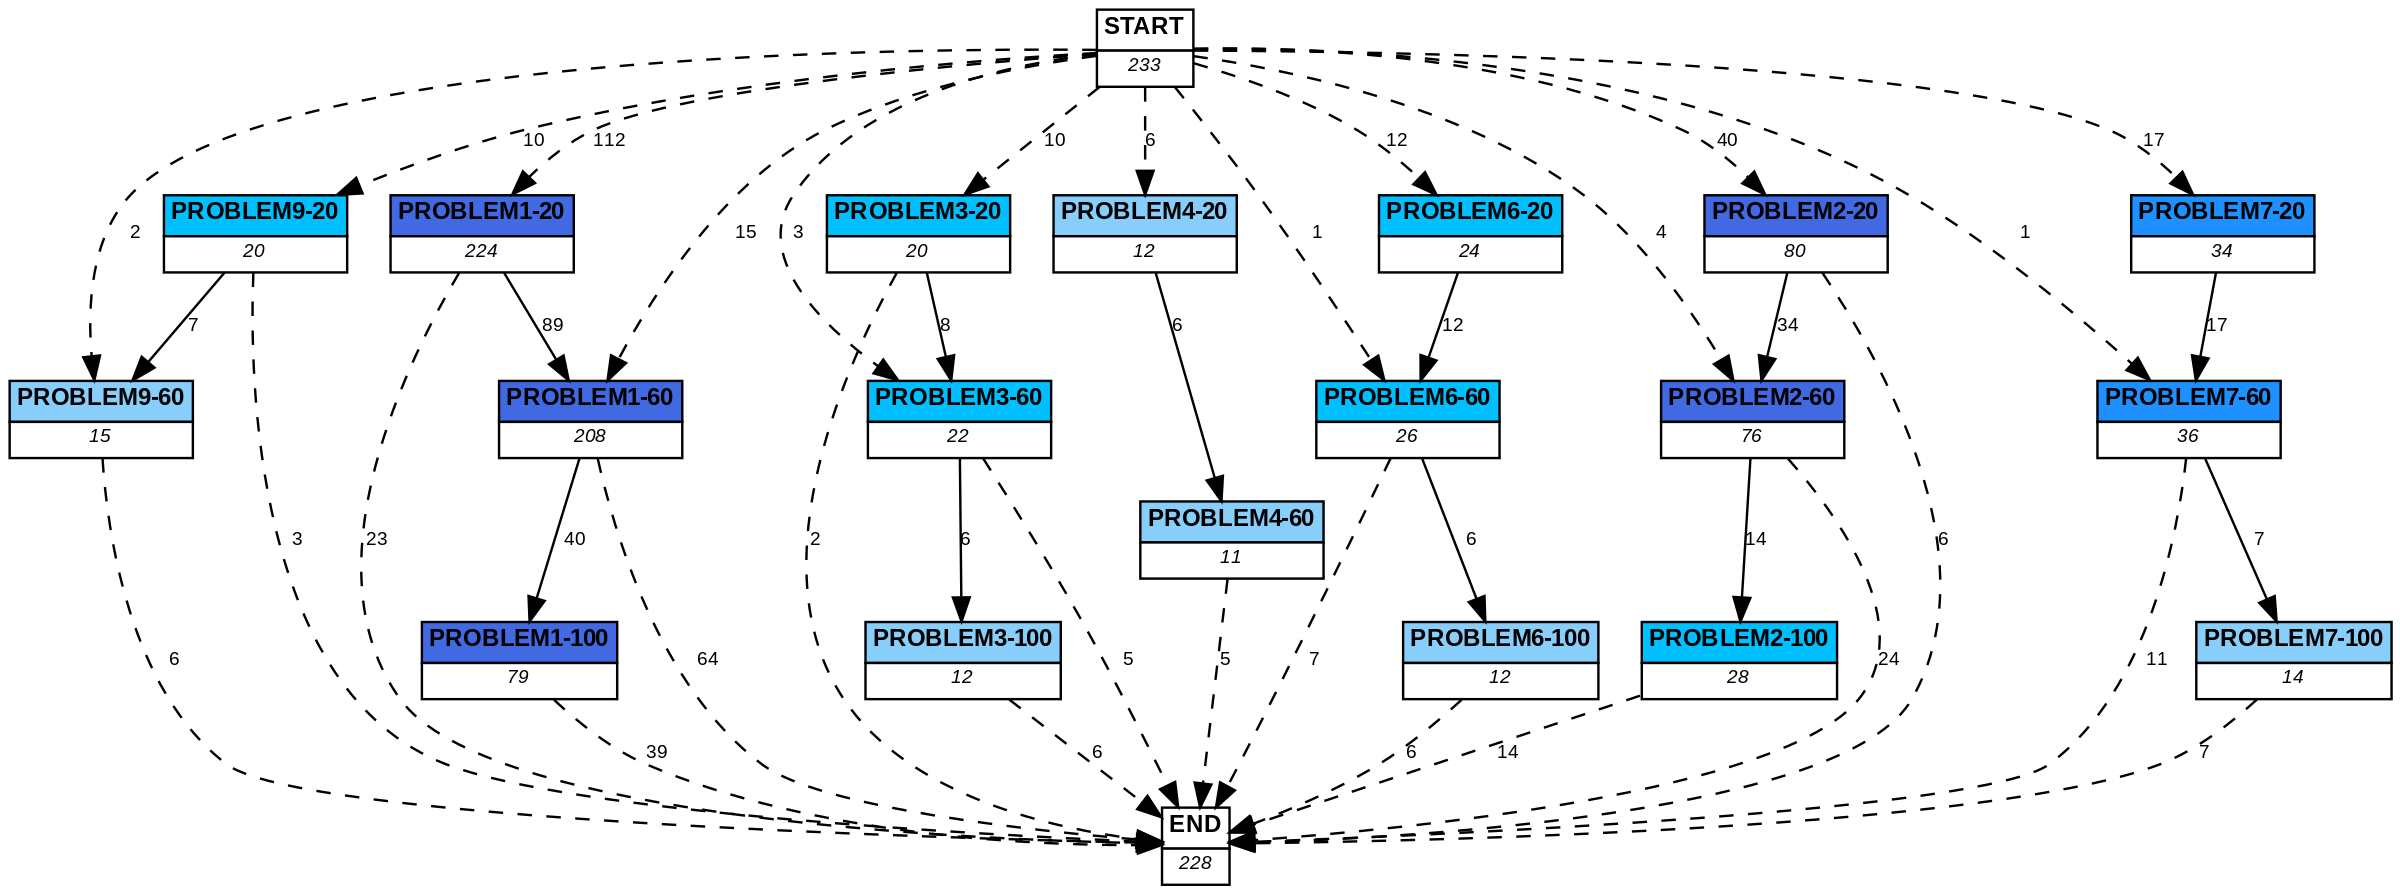 START
233
10
112
10
6
12
40
17
PROBLEM9-20
20
PROBLEM1-20
224
PROBLEM3-20
20
PROBLEM4-20
12
PROBLEM6-20
24
PROBLEM2-20
80
PROBLEM7-20
34
2
15
3
1
4
1
7
89
8
6
12
34
17
PROBLEM9-60
15
PROBLEM1-60
208
PROBLEM3-60
22
PROBLEM6-60
26
PROBLEM2-60
76
PROBLEM7-60
36
PROBLEM4-60
11
3
23
40
2
6
6
14
6
7
PROBLEM1-100
79
PROBLEM3-100
12
PROBLEM6-100
12
PROBLEM2-100
28
PROBLEM7-100
14
6
64
5
5
7
24
11
39
6
6
14
7
END
228